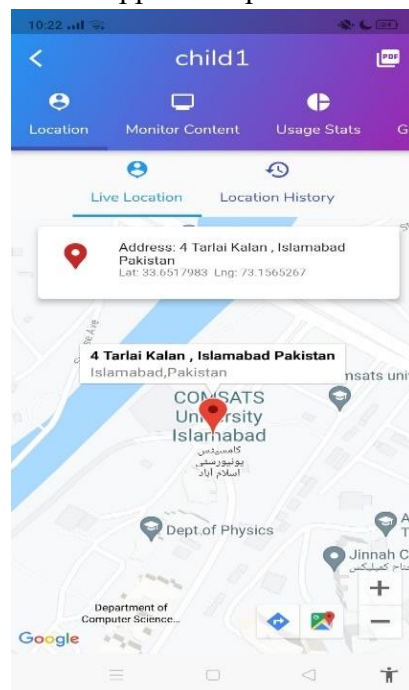 10:22
child1
PDF
Location Monitor Content Usage Stats G
Live Location Location History
Address: 4 Tarlai Kalan , Islamabad
Pakistan
Lat: 33.6517983 Lng: 73.1565267
4 Tarlai Kalan , Islamabad Pakistan
Islamabad,Pakistan
msats uni
COMSATS
University
Islamabad
کامسیٹس
یونیورسٹی
اسلام آباد
Dept of Physics
A
T
Jinnah C
جناح کمپلیکس
Department of
Computer Science...
Google